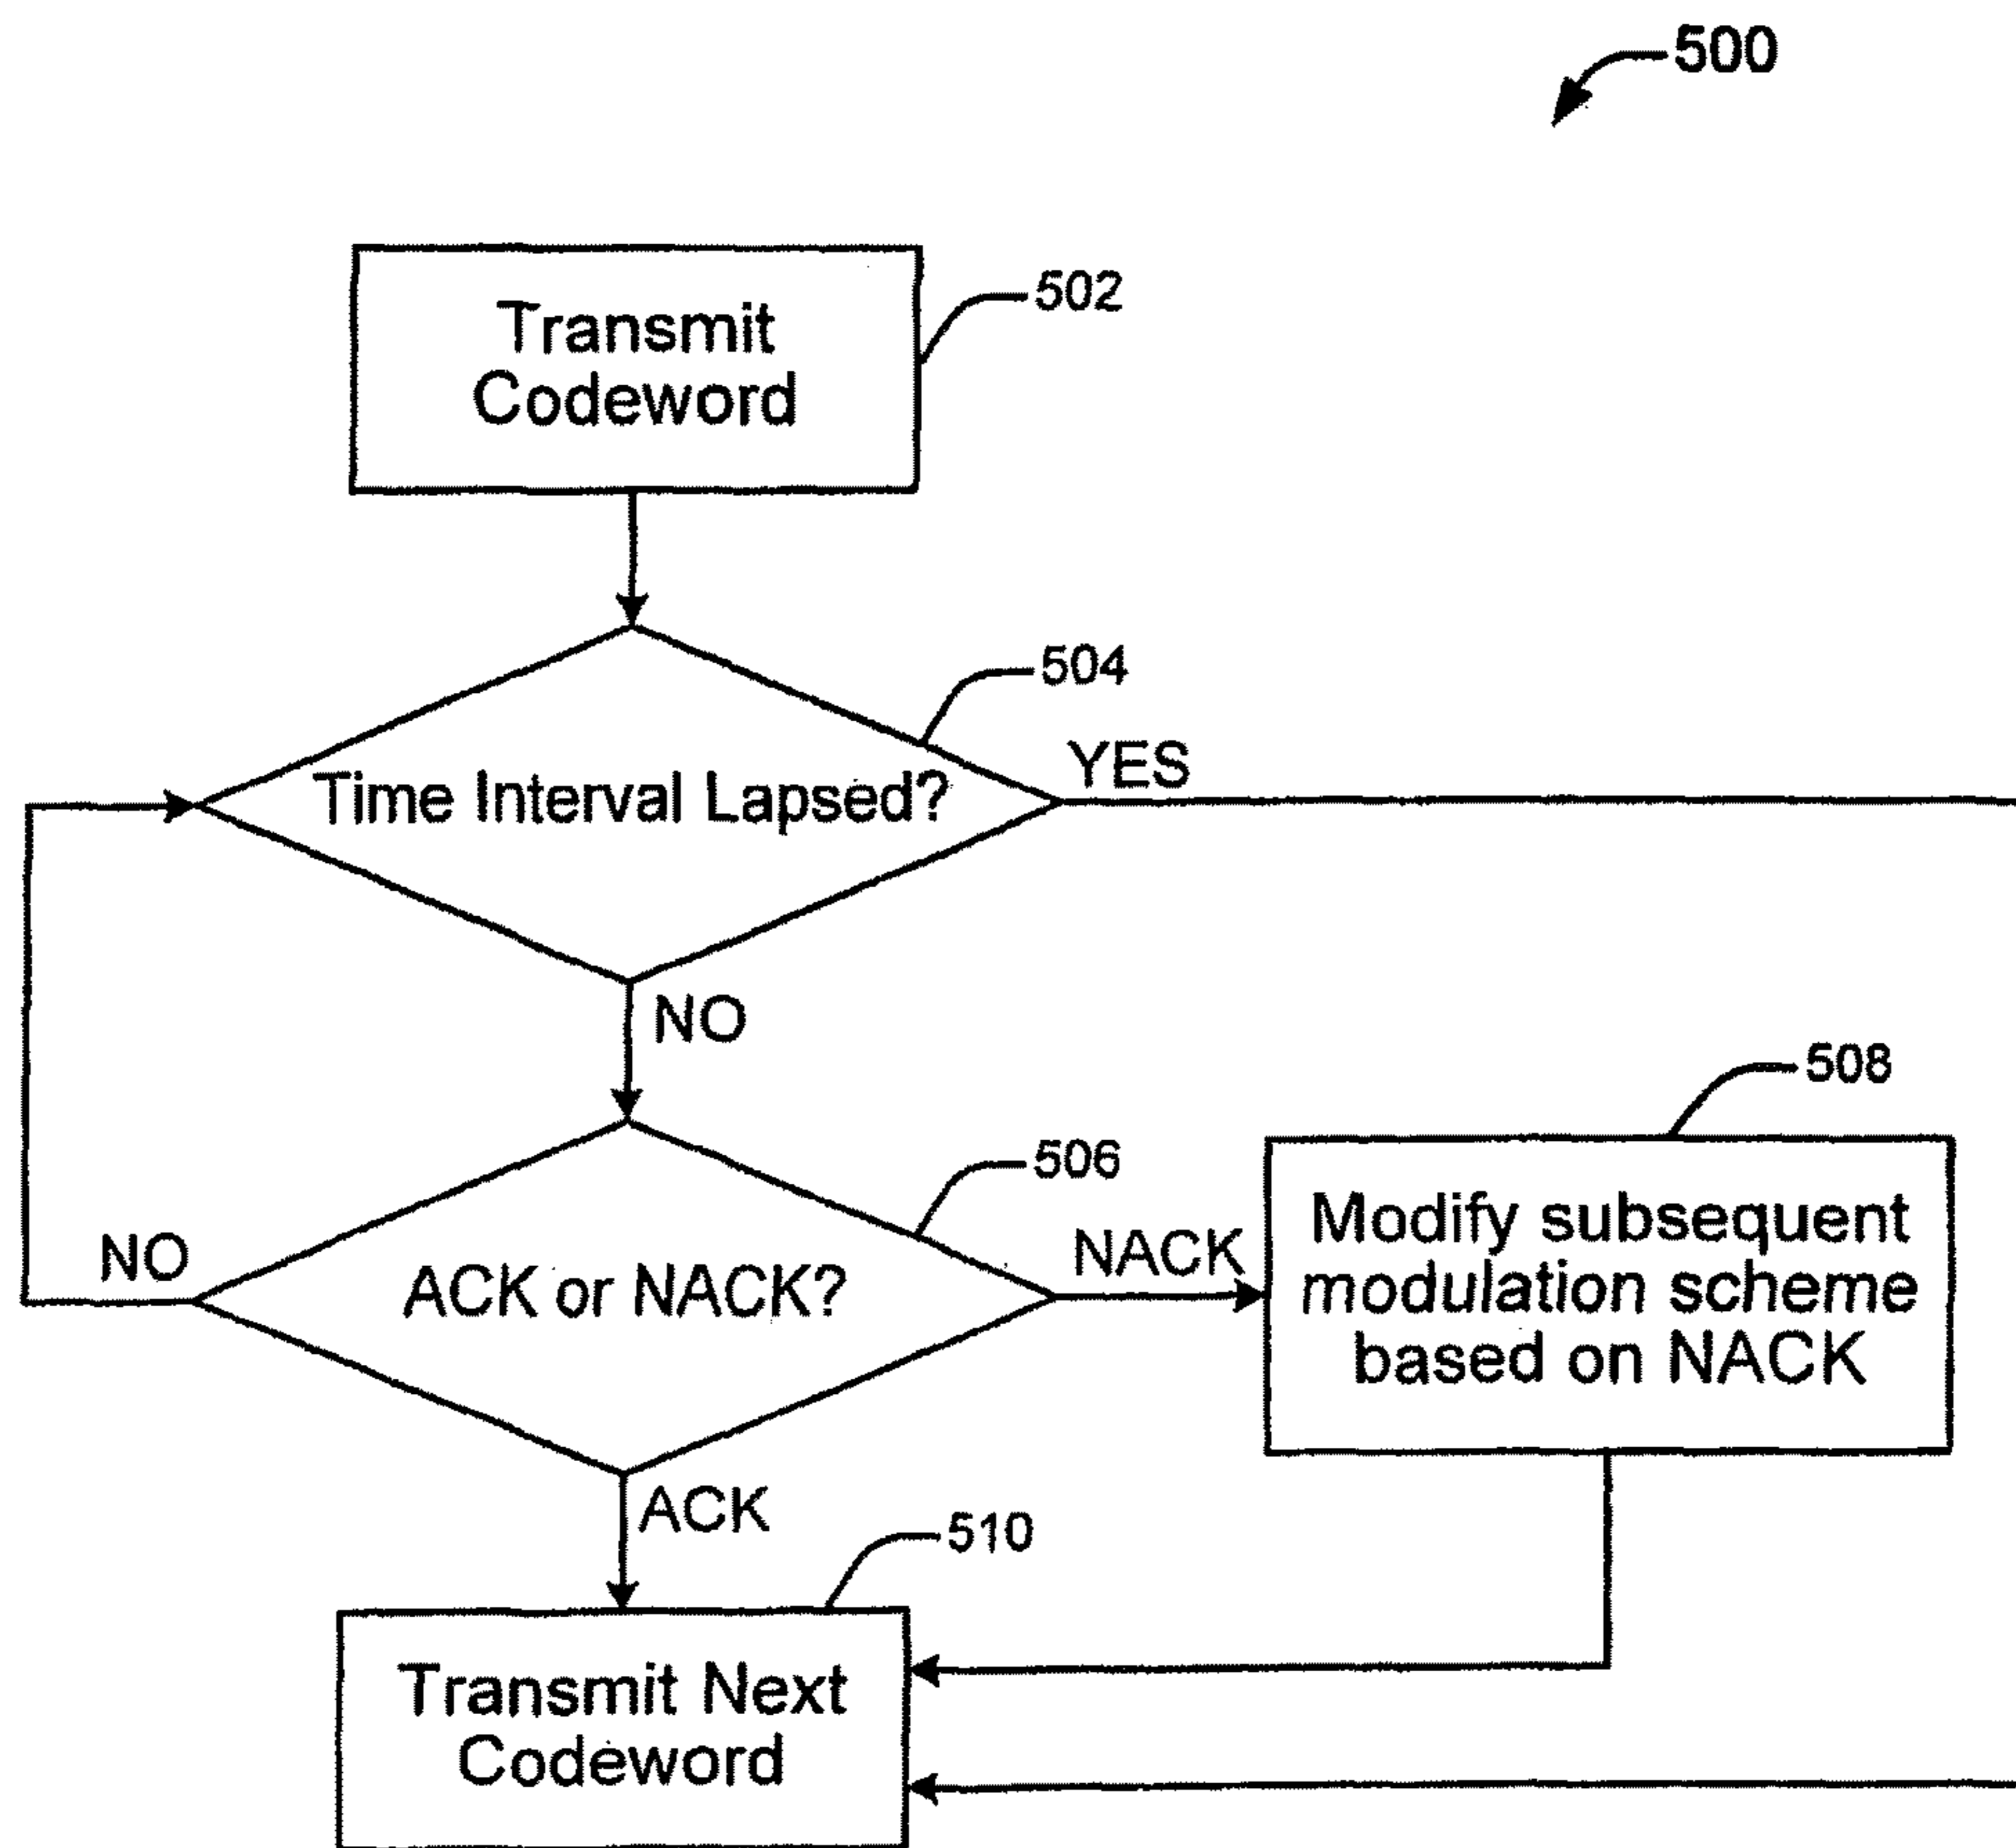 500
Transmit
Codeword
502
504
Time Interval Lapsed?
YES
NO
506
ACK or NACK?
NO
NACK
508
Modify subsequent
modulation scheme
based on NACK
ACK
510
Transmit Next
Codeword